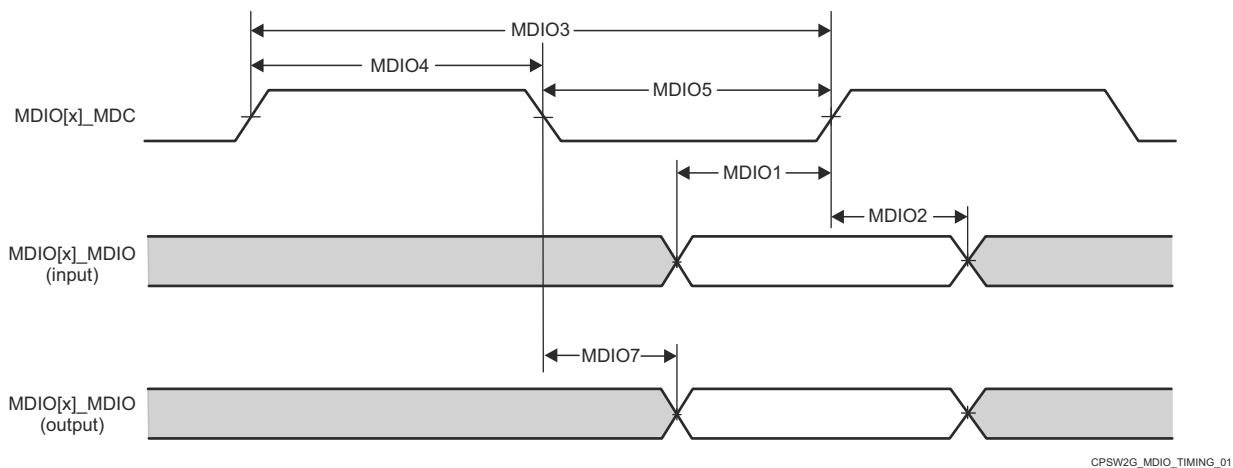 MDIO3
MDIO4
MDIO5
MDIO[x]_MDC
MDIO1
MDIO2
MDIO[x]_MDIO
(input)
MDIO7
MDIO[x]_MDIO
(output)
CPSW2G_MDIO_TIMING_01